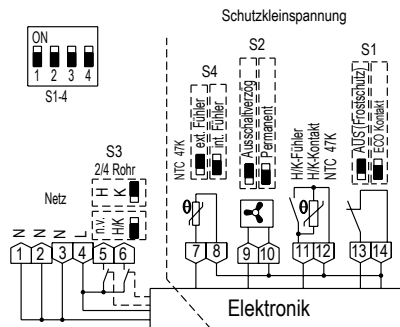 Schutzkleinspannung
ON
1 2 3 4
S1-4
S4
S2
S1
NTC 47K
ext. Fühler
int. Fühler
Ausschaltverzog
Permanent
H/K-Fühler
H/K-Kontakt
NTC 47K
AUS(Frostschutz)
ECO Kontakt
S3
2/4 Rohr
H K
n.v. H/K
Netz
N N N L
θ
θ
1 2 3 4 5 6
7 8 9 10 11 12 13 14
Elektronik